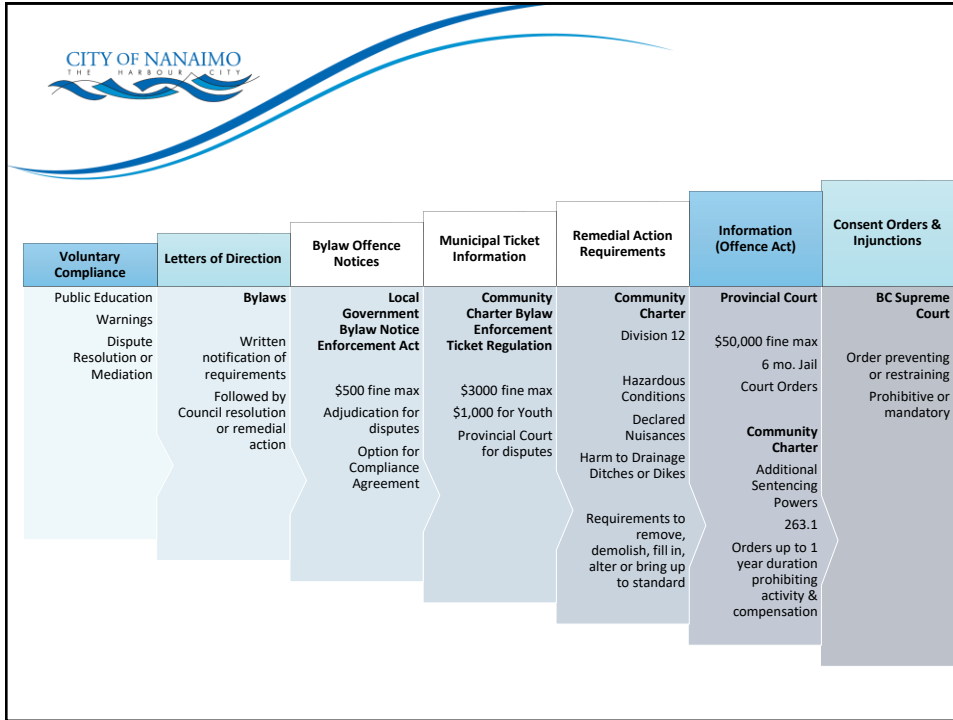 CITY OF NANAIMO
THE HARBOUR CITY
Voluntary
Compliance
Public Education
Warnings
Dispute
Resolution or
Mediation
Letters of Direction
Bylaws
Written
notification of
requirements
Followed by
Council resolution
or remedial
action
Bylaw Offence
Notices
Local
Government
Bylaw Notice
Enforcement Act
$500 fine max
Adjudication for
disputes
Option for
Compliance
Agreement
Municipal Ticket
Information
Community
Charter Bylaw
Enforcement
Ticket Regulation
$3000 fine max
$1,000 for Youth
Provincial Court
for disputes
Remedial Action
Requirements
Community
Charter
Division 12
Hazardous
Conditions
Declared
Nuisances
Harm to Drainage
Ditches or Dikes
Requirements to
remove,
demolish, fill in,
alter or bring up
to standard
Information
(Offence Act)
Provincial Court
$50,000 fine max
6 mo. Jail
Court Orders
Community
Charter
Additional
Sentencing
Powers
263.1
Orders up to 1
year duration
prohibiting
activity &
compensation
Consent Orders &
Injunctions
BC Supreme
Court
Order preventing
or restraining
Prohibitive or
mandatory